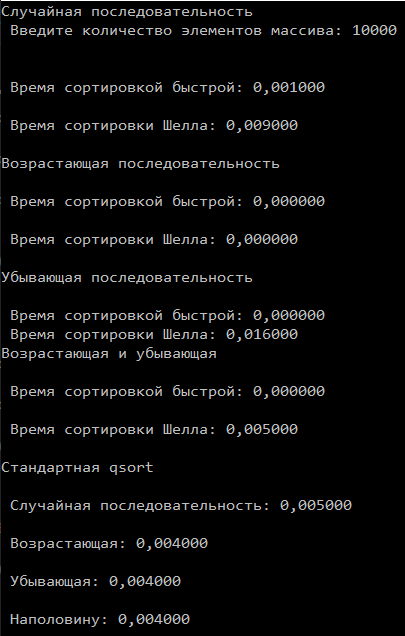 Случайная последовательность
Введите количество элементов массива: 10000
Время сортировкой быстрой: 0,001000
Время сортировки Шелла: 0,009000
Возрастающая последовательность
Время сортировкой быстрой: 0,000000
Время сортировки Шелла: 0,000000
Убывающая последовательность
Время сортировкой быстрой: 0,000000
Время сортировки Шелла: 0,016000
Возрастающая и убывающая
Время сортировкой быстрой: 0,000000
Время сортировки Шелла: 0,005000
Стандартная qsort
Случайная последовательность: 0,005000
Возрастающая: 0,004000
Убывающая: 0,004000
Наполовину: 0,004000